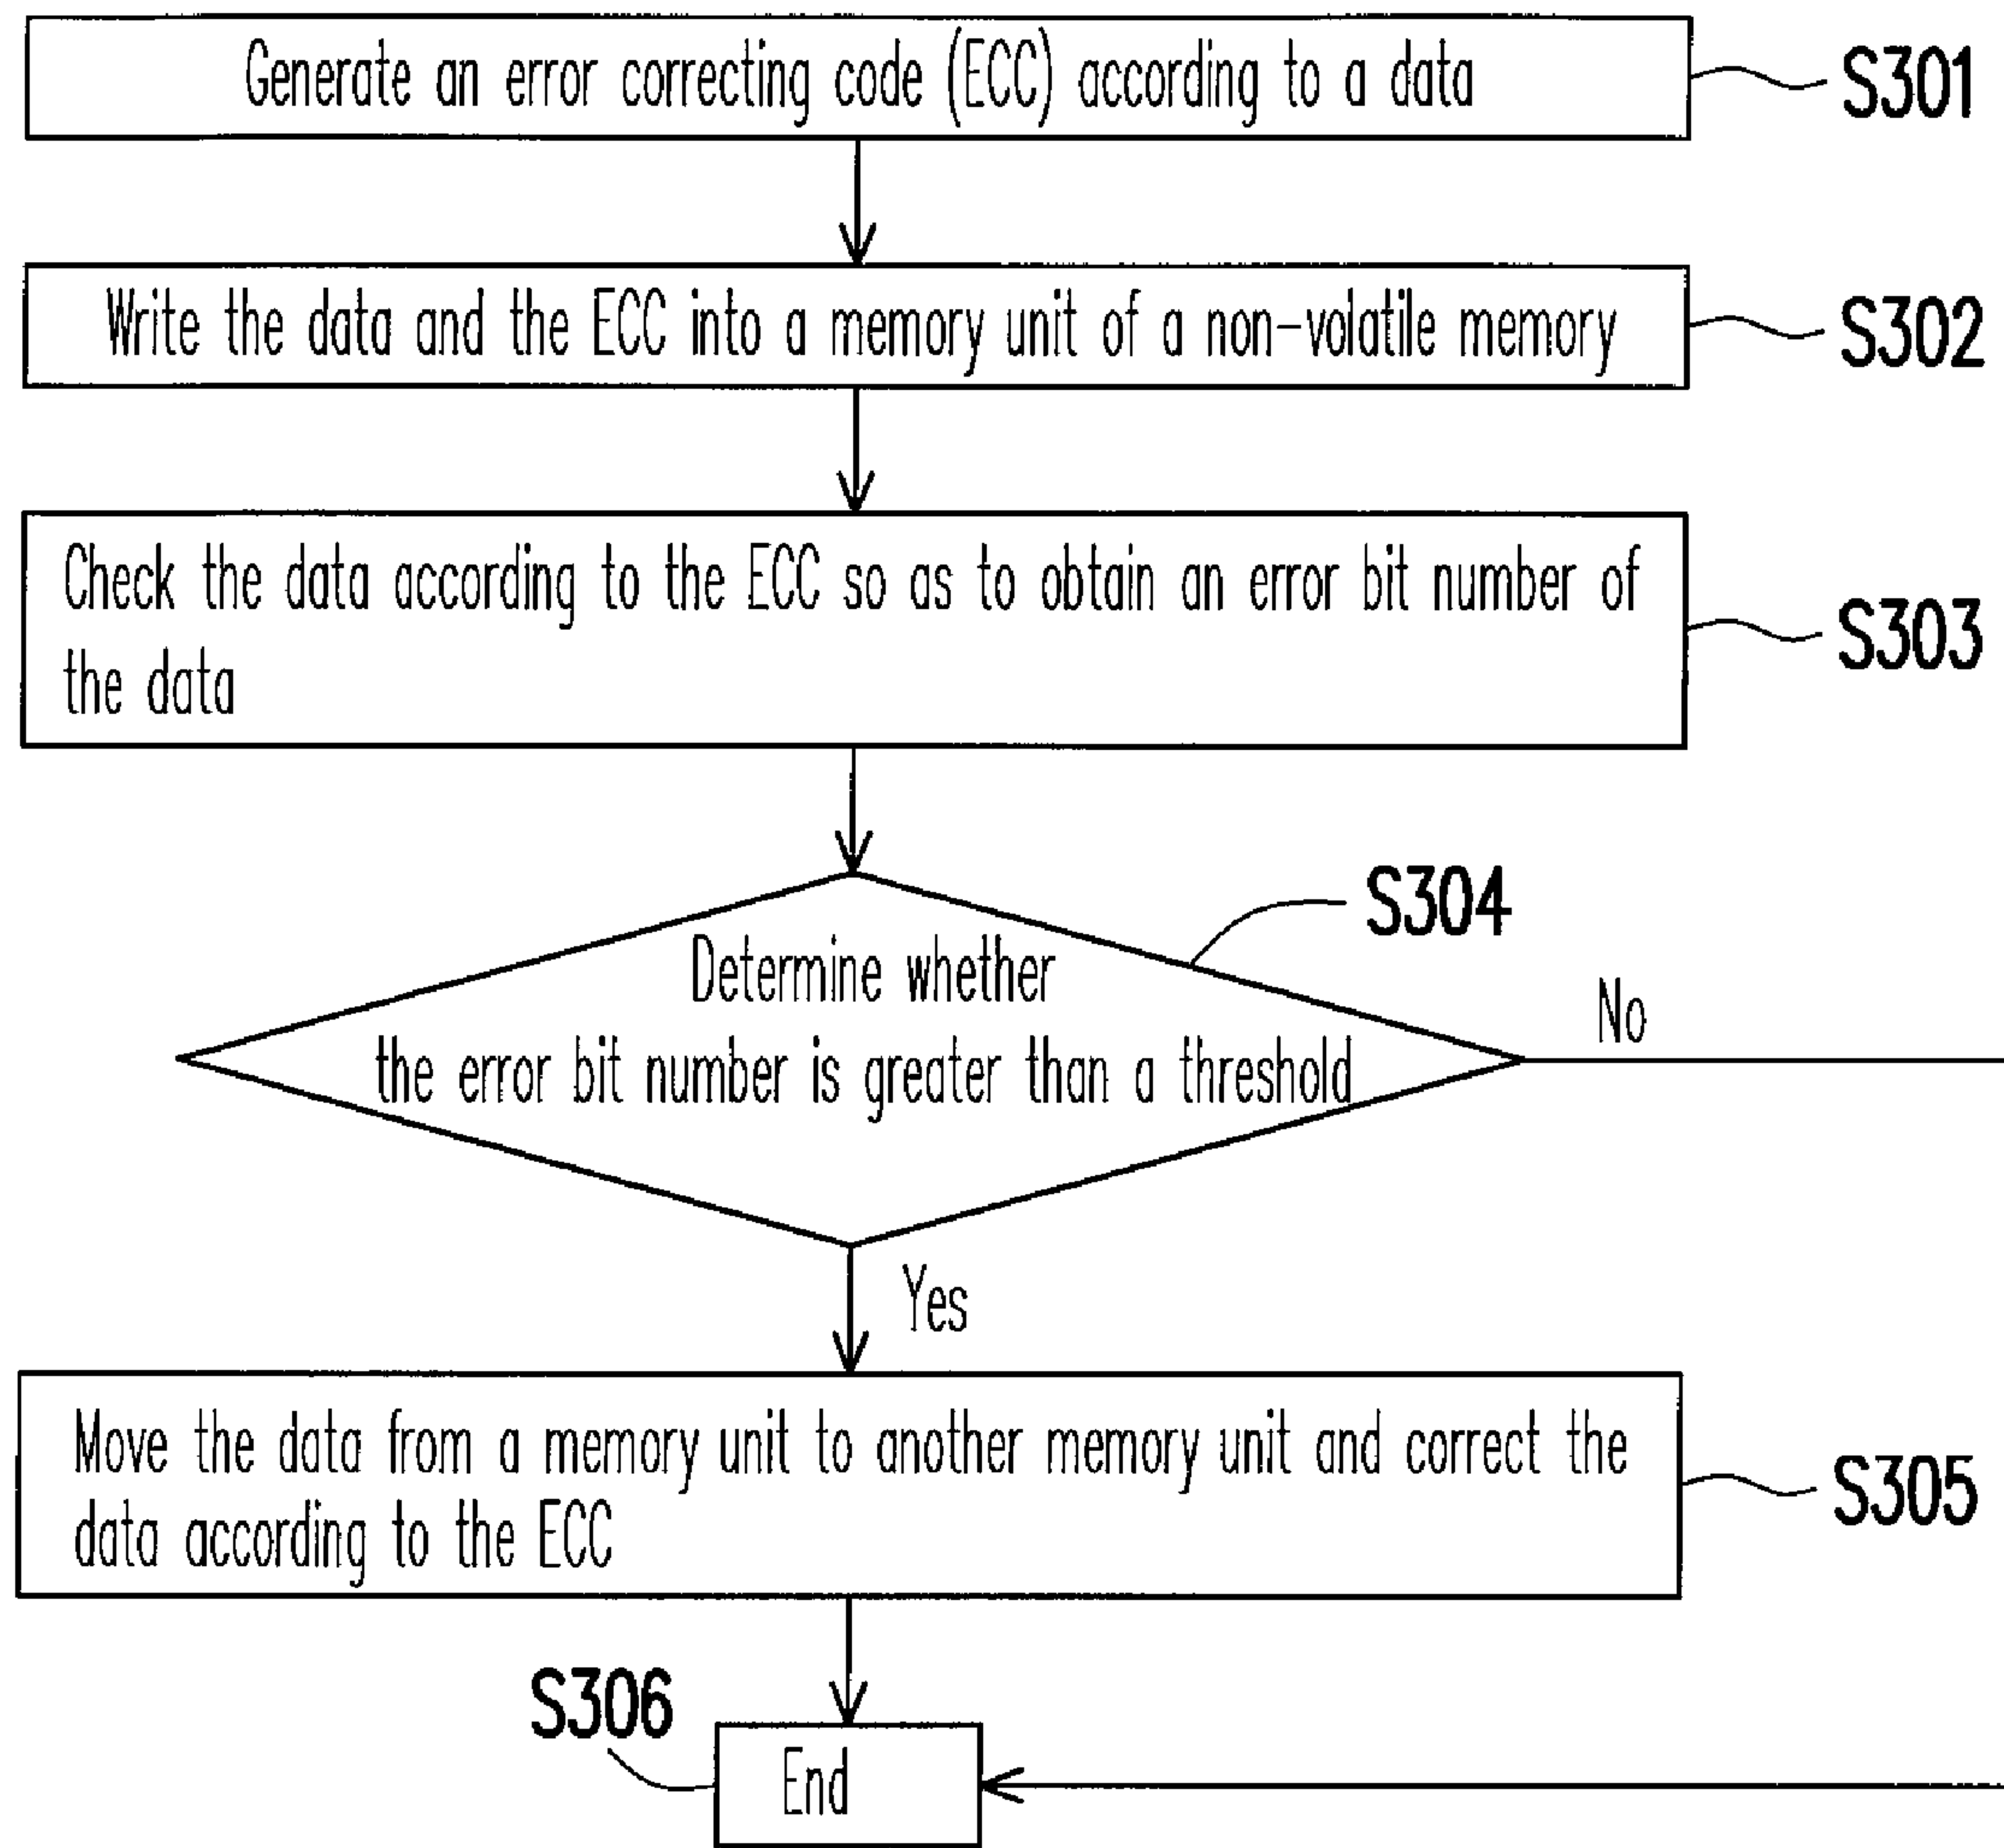 Generate an error correcting code (ECC) according to a data
S301
Write the data and the ECC into a memory unit of a non-volatile memory
S302
Check the data according to the ECC so as to obtain an error bit number of
the data
S303
S304
Determine whether
the error bit number is greater than a threshold
No
Yes
Move the data from a memory unit to another memory unit and correct the
data according to the ECC
S305
S306
End